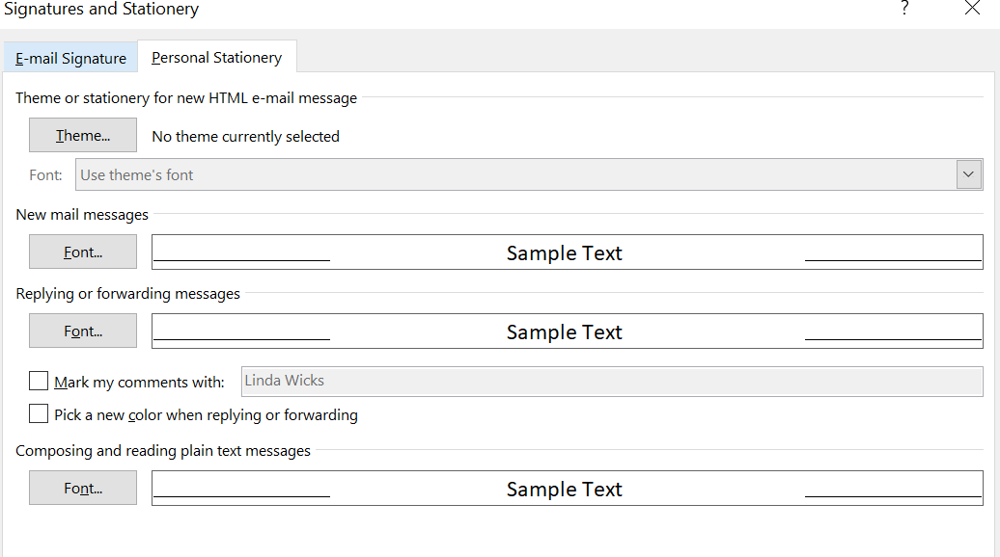 Signatures and Stationery ?
E-mail Signature Personal Stationery
Theme or stationery for new HTML e-mail message
Theme... No theme currently selected
Font: Use theme's font
New mail messages
Font... Sample Text
Replying or forwarding messages
Font... Sample Text
Mark my comments with: Linda Wicks
Pick a new color when replying or forwarding
Composing and reading plain text messages
Font... Sample Text